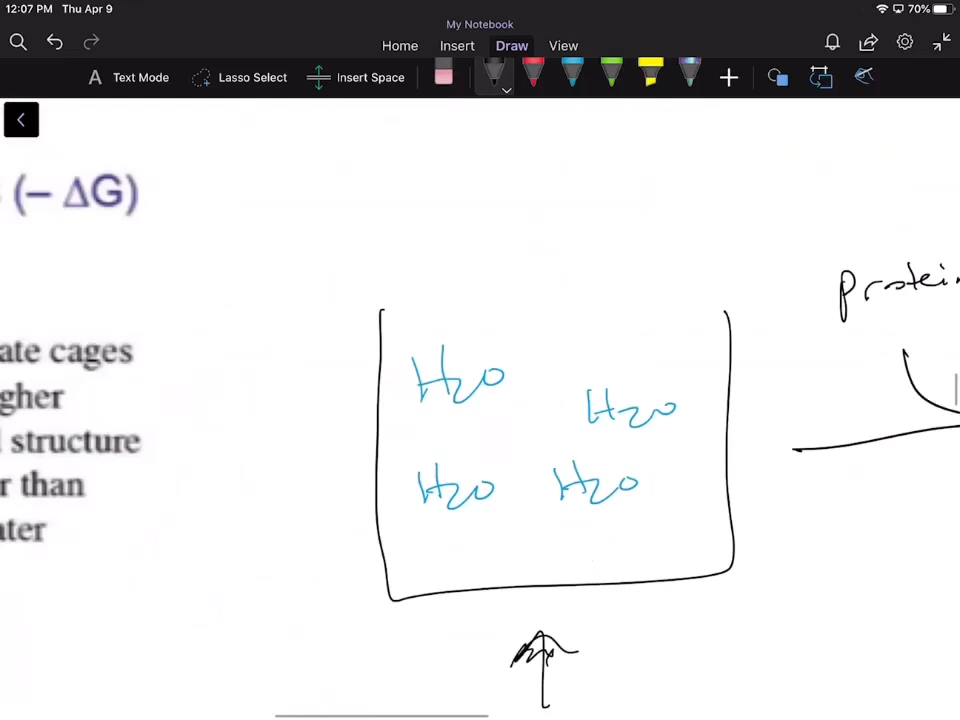 12:07 PM Thu Apr 9
70%
My Notebook
Home Insert Draw View
A Text Mode Lasso Select Insert Space
(– ΔG)
protein
ate cages
gher
structure
r than
ater
H2O
H2O
H2O H2O